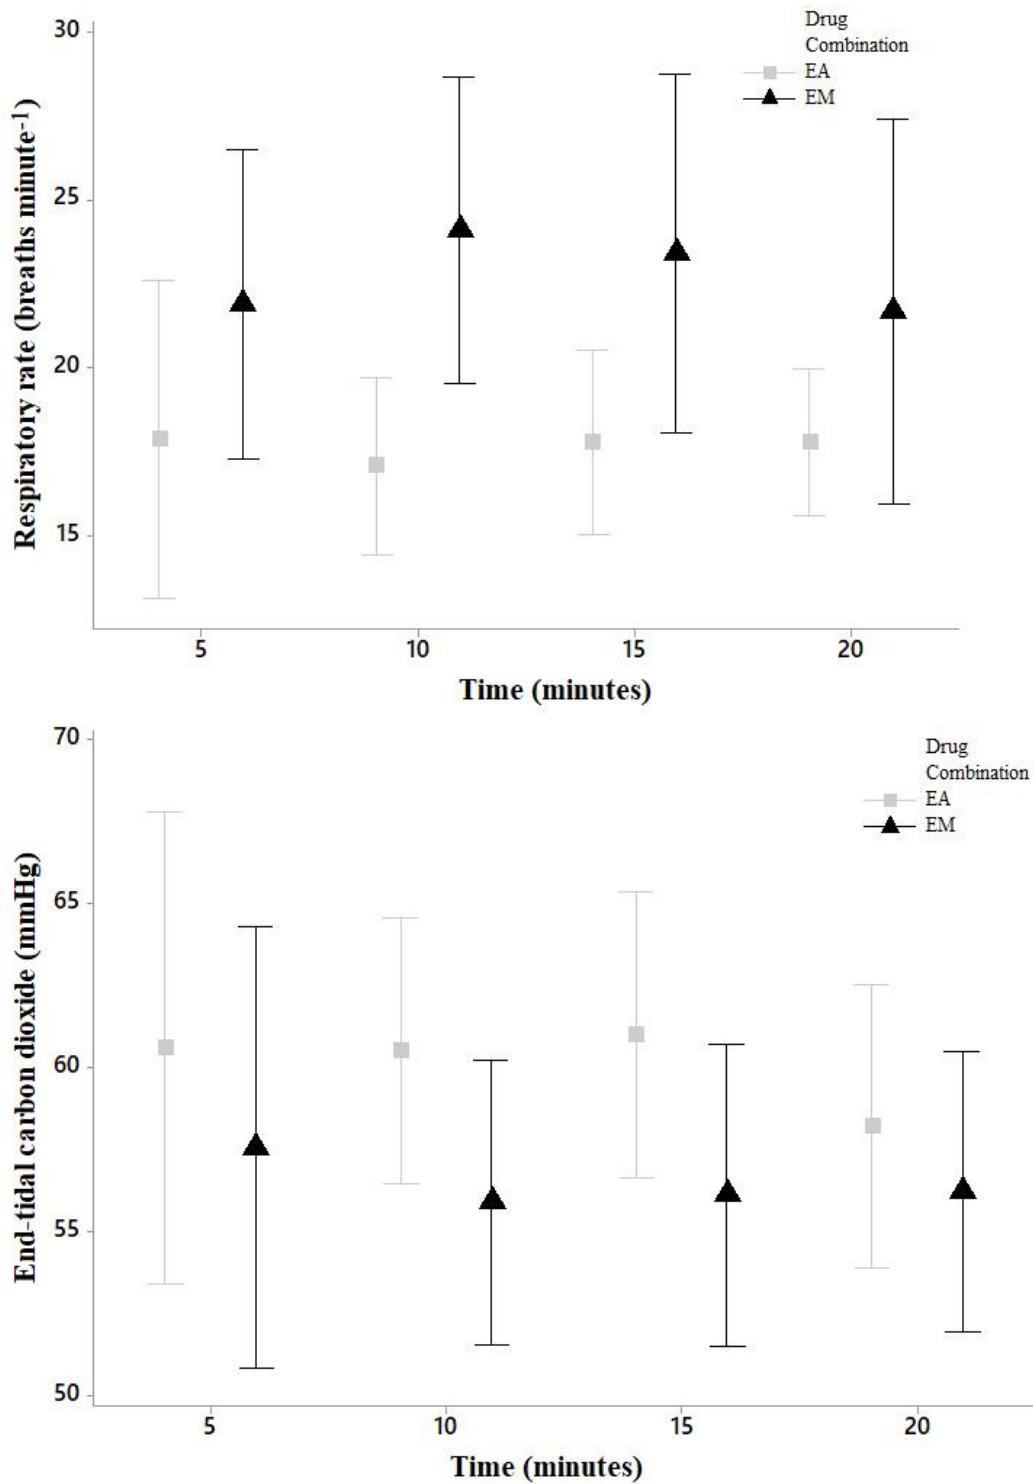 30
25
20
15
Respiratory rate (breaths minute-1)
Drug
Combination
EA
EM
5 10 15 20
Time (minutes)
70
65
60
55
50
End-tidal carbon dioxide (mmHg)
Drug
Combination
EA
EM
5 10 15 20
Time (minutes)